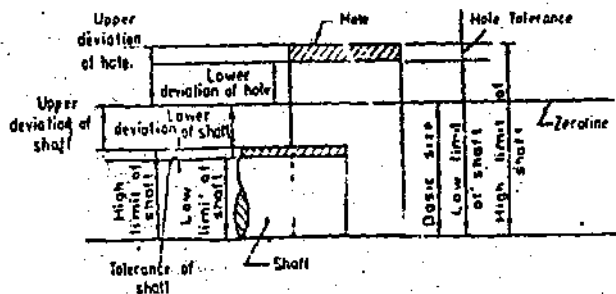 Upper
deviation
of hole.
Hole
Hole Tolerance
Lower
deviation of hole
Upper
deviation of
shaft
Lower
deviation of shaft
Zeroline
High
limit of
shaft
Low
limit of
shaft
Basic size
Low limit
of shaft
High limit of
shaft
Tolerance of
shaft
Shaft